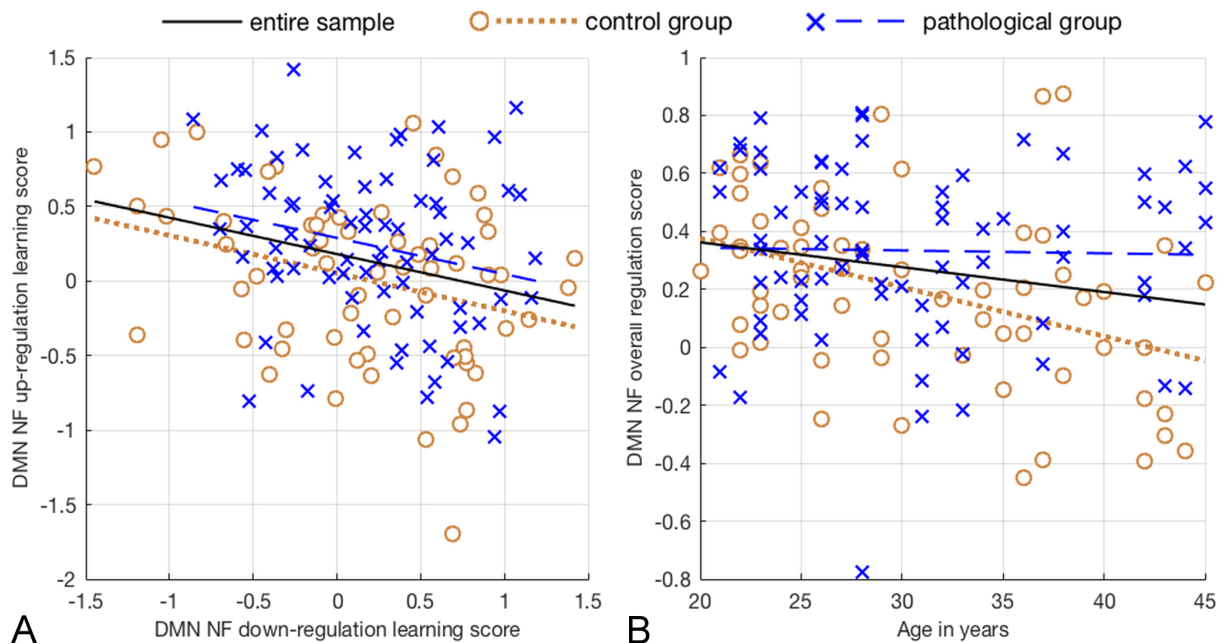 entire sample control group pathological group
A
1.5
1
0.5
0
-0.5
-1
-1.5
-2
-1.5 -1 -0.5 0 0.5 1 1.5
DMN NF up-regulation learning score
DMN NF down-regulation learning score
B
1
0.8
0.6
0.4
0.2
0
-0.2
-0.4
-0.6
-0.8
20 25 30 35 40 45
DMN NF overall regulation score
Age in years